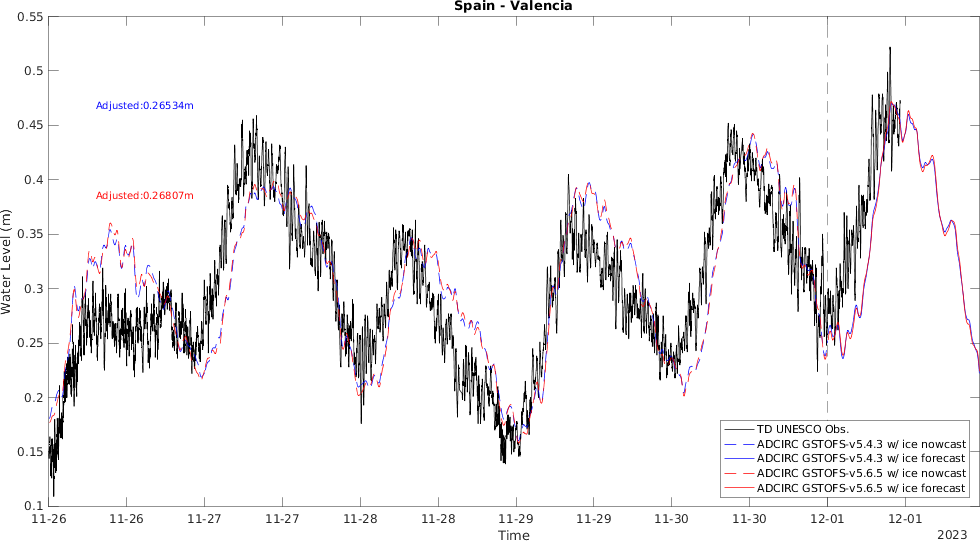 Spain - Valencia
0.55
0.5
0.45
0.4
0.35
0.3
0.25
0.2
0.15
0.1
Water Level (m)
Adjusted:0.26534m
Adjusted:0.26807m
TD UNESCO Obs.
ADCIRC GSTOFS-v5.4.3 w/ ice nowcast
ADCIRC GSTOFS-v5.4.3 w/ ice forecast
ADCIRC GSTOFS-v5.6.5 w/ ice nowcast
ADCIRC GSTOFS-v5.6.5 w/ ice forecast
11-26 11-26 11-27 11-27 11-28 11-28 11-29 11-29 11-30 11-30 12-01 12-01
Time
2023